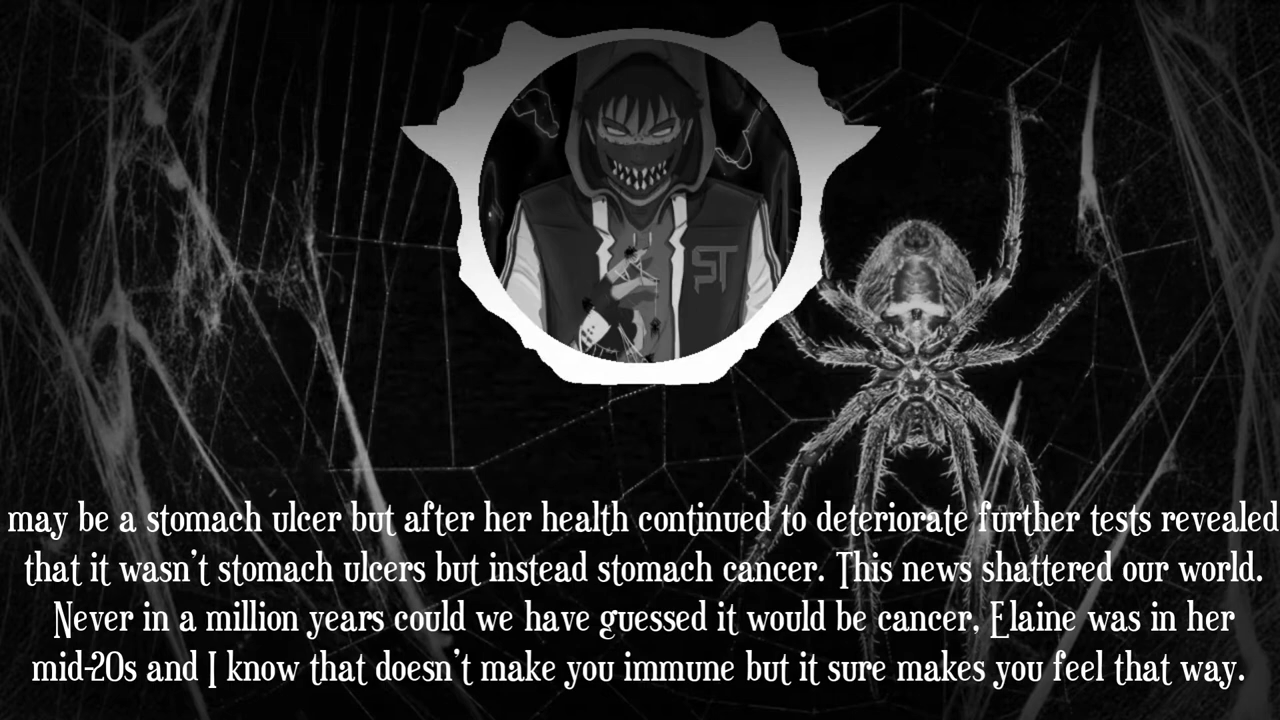 ST
may be a stomach ulcer but after her health continued to deteriorate further tests revealed
that it wasn't stomach ulcers but instead stomach cancer. This news shattered our world.
Never in a million years could we have guessed it would be cancer, Elaine was in her
mid-20s and I know that doesn't make you immune but it sure makes you feel that way.